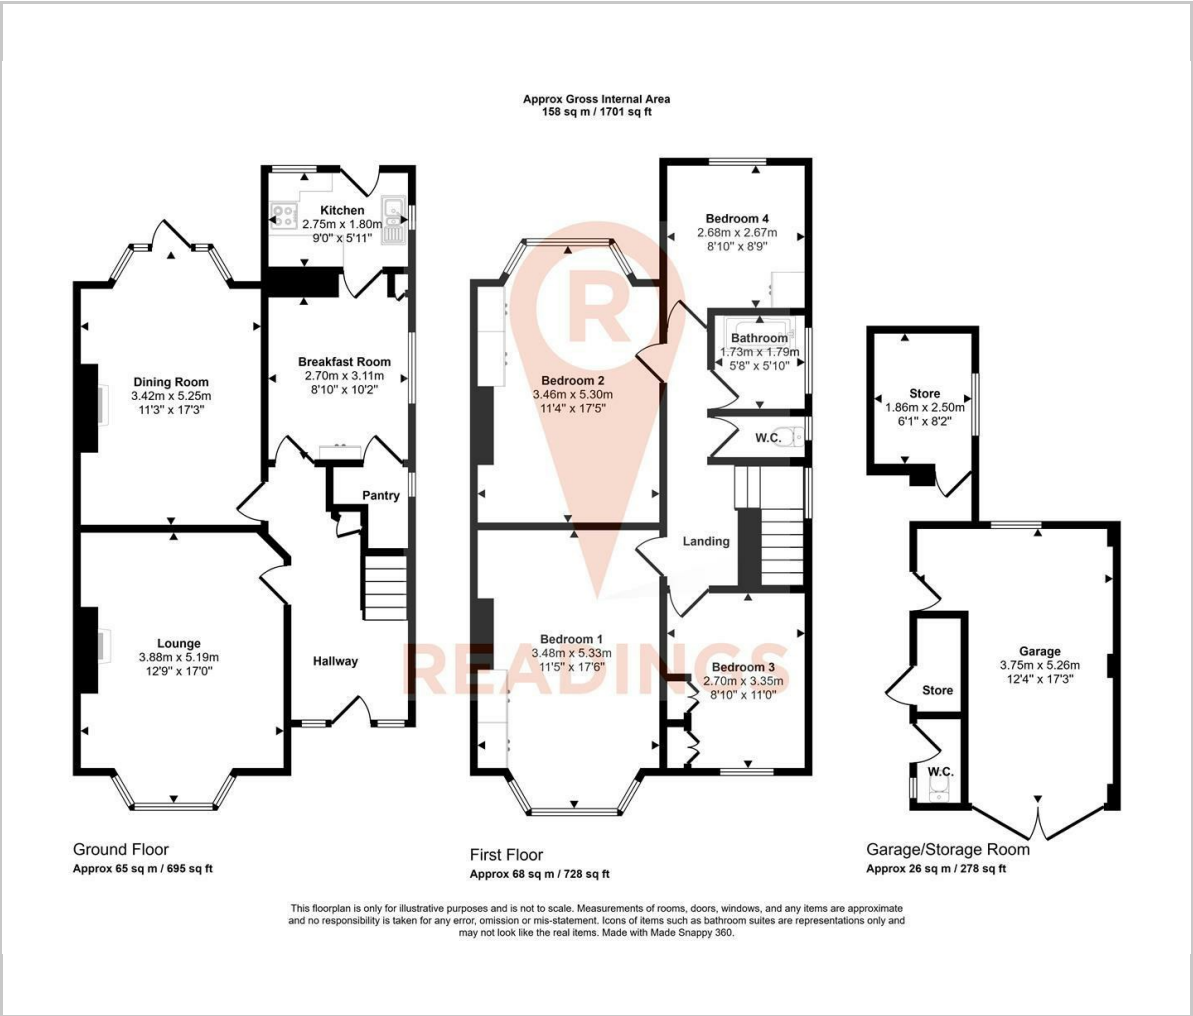 Approx Gross Internal Area
158 sq m / 1701 sq ft
Kitchen
2.75m x 1.80m
9'0" x 5'11"
Dining Room
3.42m x 5.25m
11'3" x 17'3"
Breakfast Room
2.70m x 3.11m
8'10" x 10'2"
Pantry
Lounge
3.88m x 5.19m
12'9" x 17'0"
Hallway
Ground Floor
Approx 65 sq m / 695 sq ft
Bedroom 4
2.68m x 2.67m
8'10" x 8'9"
Bathroom
1.73m x 1.79m
5'8" x 5'10"
Bedroom 2
3.46m x 5.30m
11'4" x 17'5"
W.C.
Landing
Bedroom 1
3.48m x 5.33m
11'5" x 17'6"
Bedroom 3
2.70m x 3.35m
8'10" x 11'0"
First Floor
Approx 68 sq m / 728 sq ft
R
READINGS
Store
1.86m x 2.50m
6'1" x 8'2"
Garage
3.75m x 5.26m
12'4" x 17'3"
Store
W.C.
Garage/Storage Room
Approx 26 sq m / 278 sq ft
This floorplan is only for illustrative purposes and is not to scale. Measurements of rooms, doors, windows, and any items are approximate
and no responsibility is taken for any error, omission or mis-statement. Icons of items such as bathroom suites are representations only and
may not look like the real items. Made with Made Snappy 360.